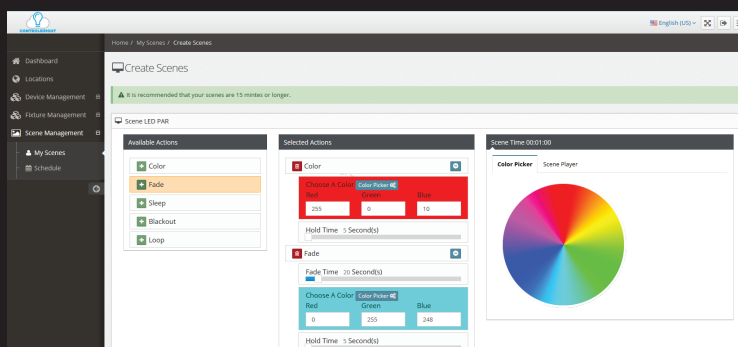 CONTROLBRIGHT
English (US)
Home / My Scenes / Create Scenes
Dashboard
Locations
Device Management
Fixture Management
Scene Management
My Scenes
Schedule
Create Scenes
It is recommended that your scenes are 15 mintes or longer.
Scene LED PAR
Available Actions
Color
Fade
Sleep
Blackout
Loop
Selected Actions
Color
Choose A Color Color Picker
Red Green Blue
255 0 10
Hold Time 5 Second(s)
Fade
Fade Time 20 Second(s)
Choose A Color Color Picker
Red Green Blue
0 255 248
Hold Time 5 Second(s)
Scene Time 00:01:00
Color Picker Scene Player